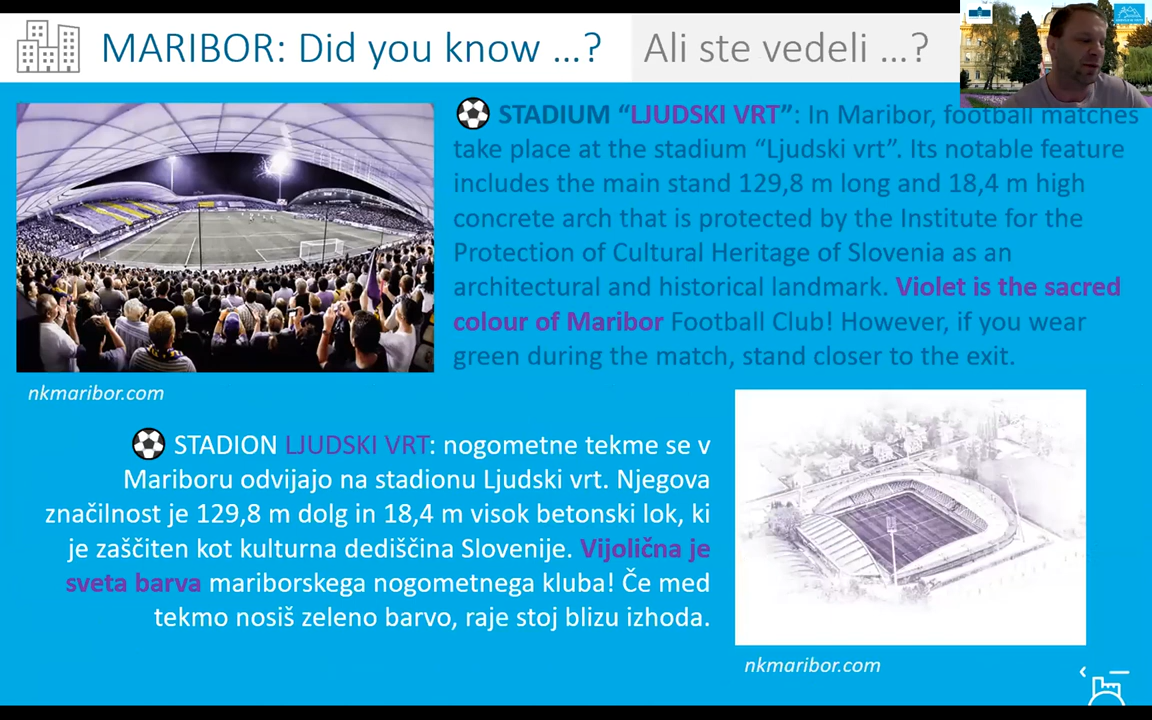 MARIBOR: Did you know ...?
Ali ste vedeli ...?
STADIUM “LJUDSKI VRT”: In Maribor, football matches
take place at the stadium “Ljudski vrt”. Its notable feature
includes the main stand 129,8 m long and 18,4 m high
concrete arch that is protected by the Institute for the
Protection of Cultural Heritage of Slovenia as an
architectural and historical landmark. Violet is the sacred
colour of Maribor Football Club! However, if you wear
green during the match, stand closer to the exit.
nkmaribor.com
STADION LJUDSKI VRT: nogometne tekme se v
Mariboru odvijajo na stadionu Ljudski vrt. Njegova
značilnost je 129,8 m dolg in 18,4 m visok betonski lok, ki
je zaščiten kot kulturna dediščina Slovenije. Vijolična je
sveta barva mariborskega nogometnega kluba! Če med
tekmo nosiš zeleno barvo, raje stoj blizu izhoda.
nkmaribor.com